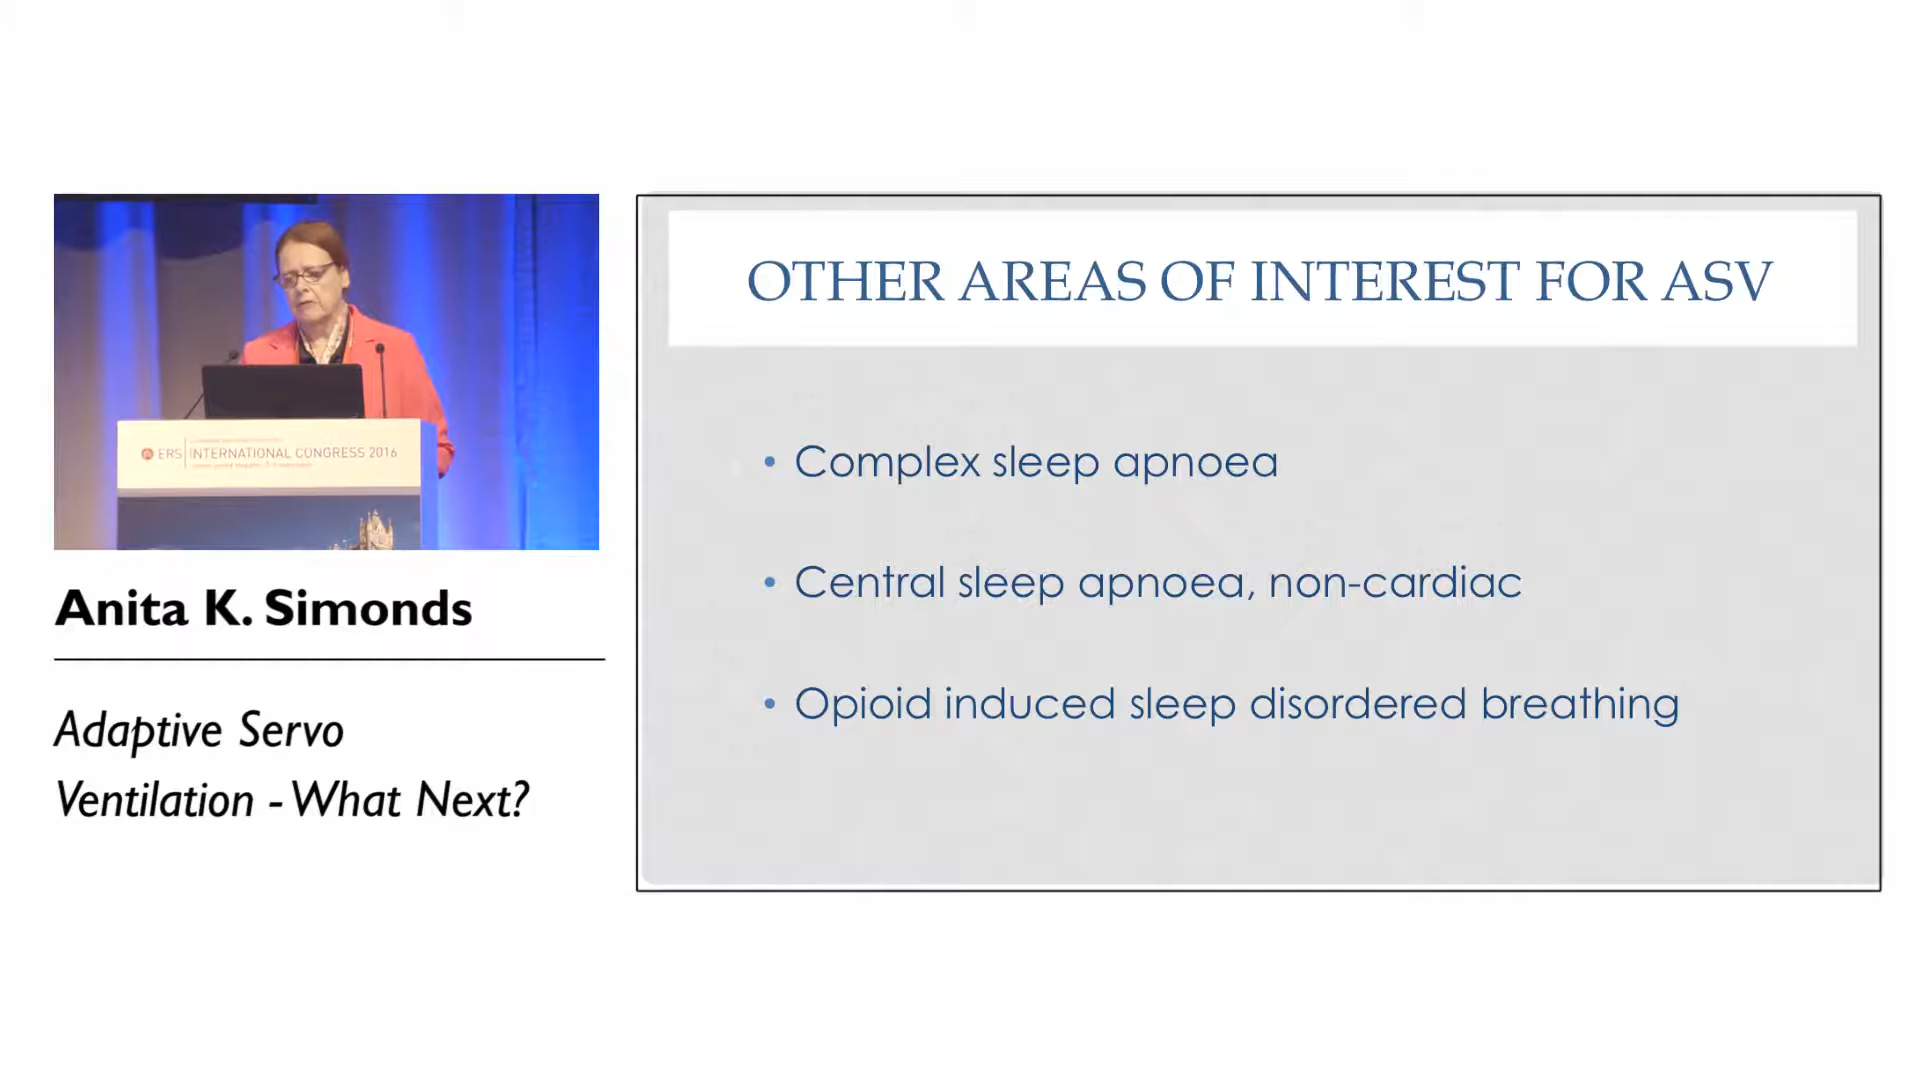 ERS INTERNATIONAL CONGRESS 2016
Anita K. Simonds
Adaptive Servo
Ventilation - What Next?
OTHER AREAS OF INTEREST FOR ASV
• Complex sleep apnoea
• Central sleep apnoea, non-cardiac
• Opioid induced sleep disordered breathing